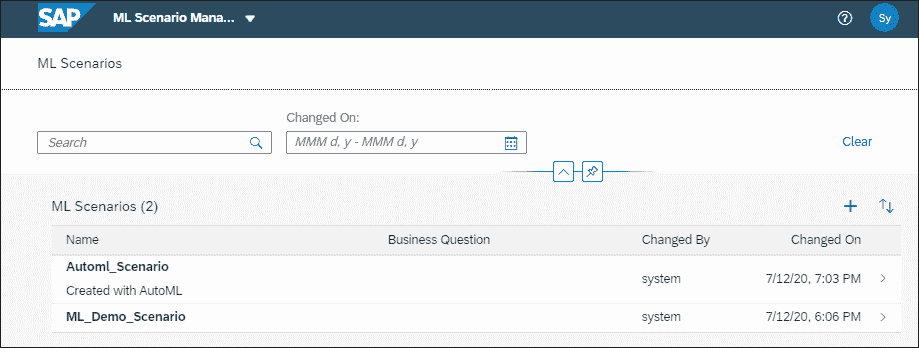 SAP ML Scenario Mana... Sy
ML Scenarios
Changed On:
Search MMM d, y - MMM d, y Clear
ML Scenarios (2)
Name Business Question Changed By Changed On
Automl_Scenario
Created with AutoML system 7/12/20, 7:03 PM
ML_Demo_Scenario system 7/12/20, 6:06 PM